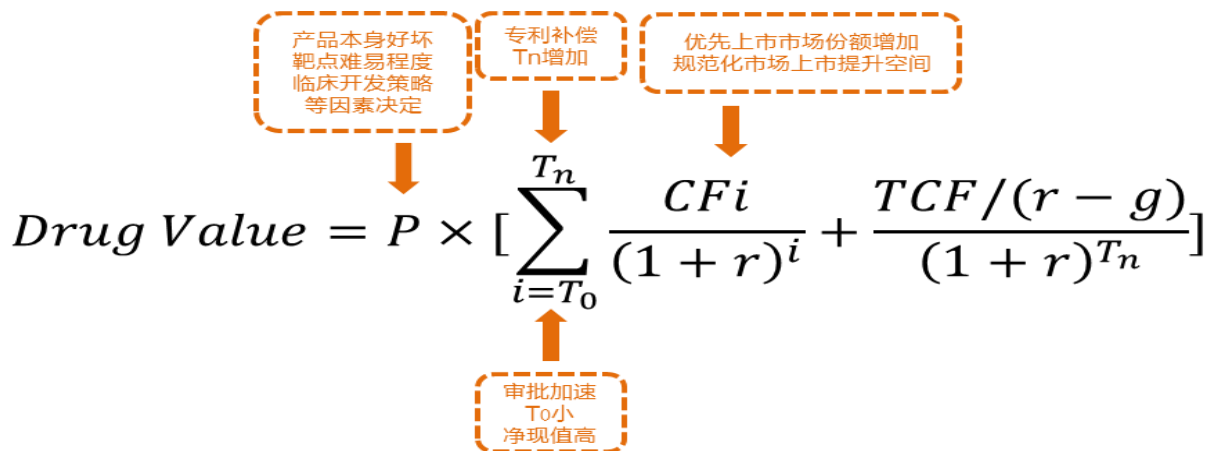 产品本身好坏
靶点难易程度
临床开发策略
等因素决定
专利补偿
Tn增加
优先上市市场份额增加
规范化市场上市提升空间
Drug Value = P × [∑_{i=T_0}^{T_n} CFi/(1 + r)^i + TCF/(r − g)/(1 + r)^{T_n}]
审批加速
T₀小
净现值高